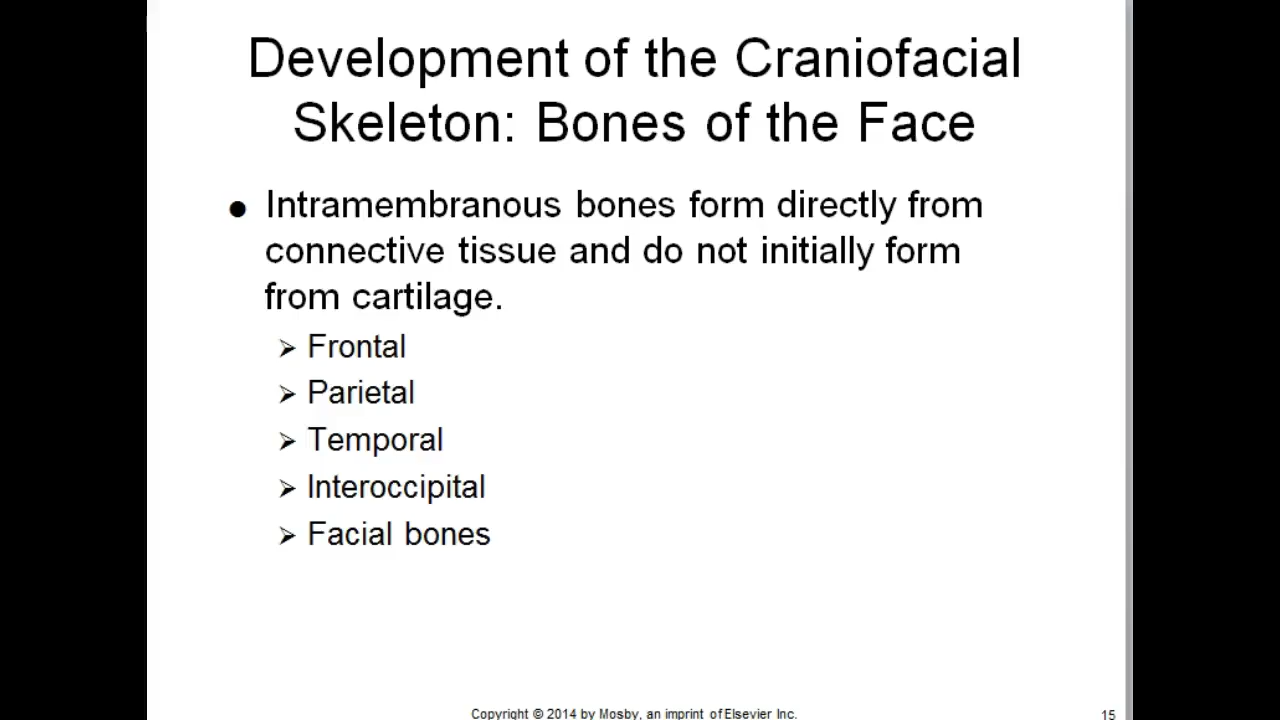 Development of the Craniofacial
Skeleton: Bones of the Face
● Intramembranous bones form directly from
connective tissue and do not initially form
from cartilage.
➢ Frontal
➢ Parietal
➢ Temporal
➢ Interoccipital
➢ Facial bones
Copyright © 2014 by Mosby, an imprint of Elsevier Inc.
15